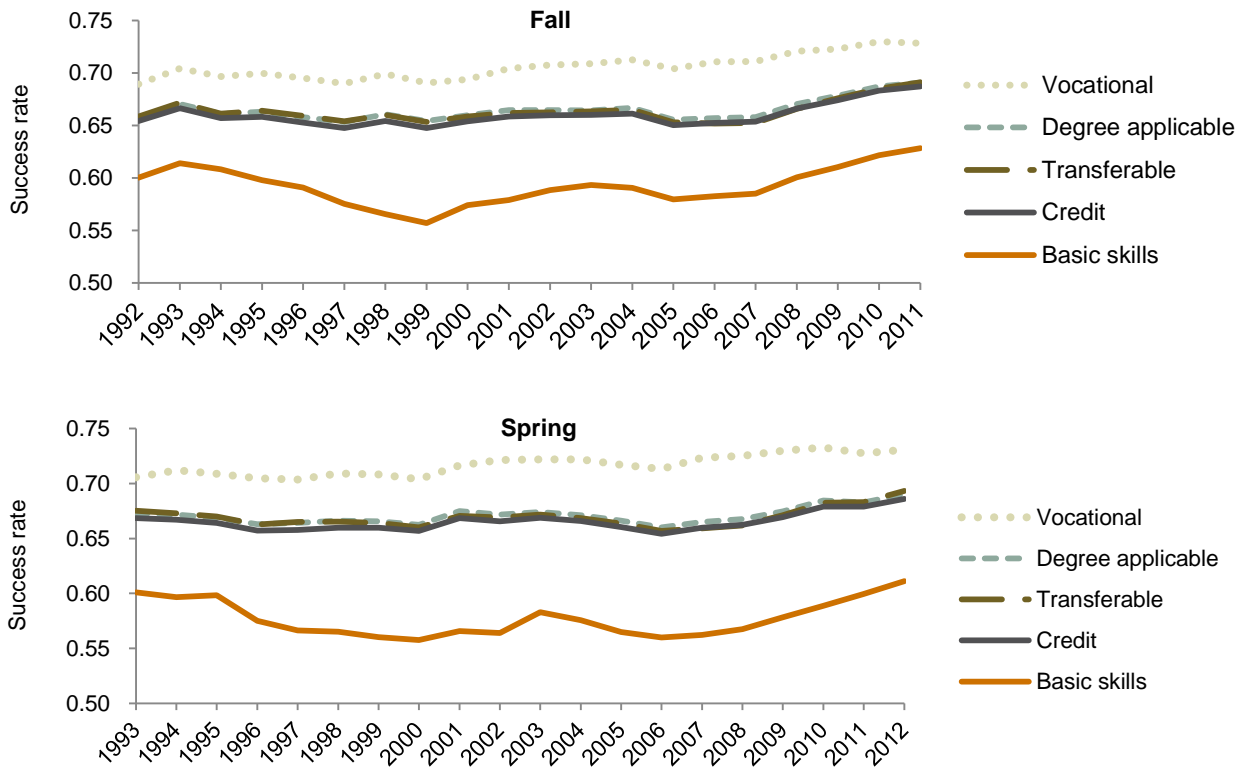 Fall
Success rate
0.75
0.70
0.65
0.60
0.55
0.50
1992 1993 1994 1995 1996 1997 1998 1999 2000 2001 2002 2003 2004 2005 2006 2007 2008 2009 2010 2011
Vocational
Degree applicable
Transferable
Credit
Basic skills
Spring
Success rate
0.75
0.70
0.65
0.60
0.55
0.50
1993 1994 1995 1996 1997 1998 1999 2000 2001 2002 2003 2004 2005 2006 2007 2008 2009 2010 2011 2012
Vocational
Degree applicable
Transferable
Credit
Basic skills